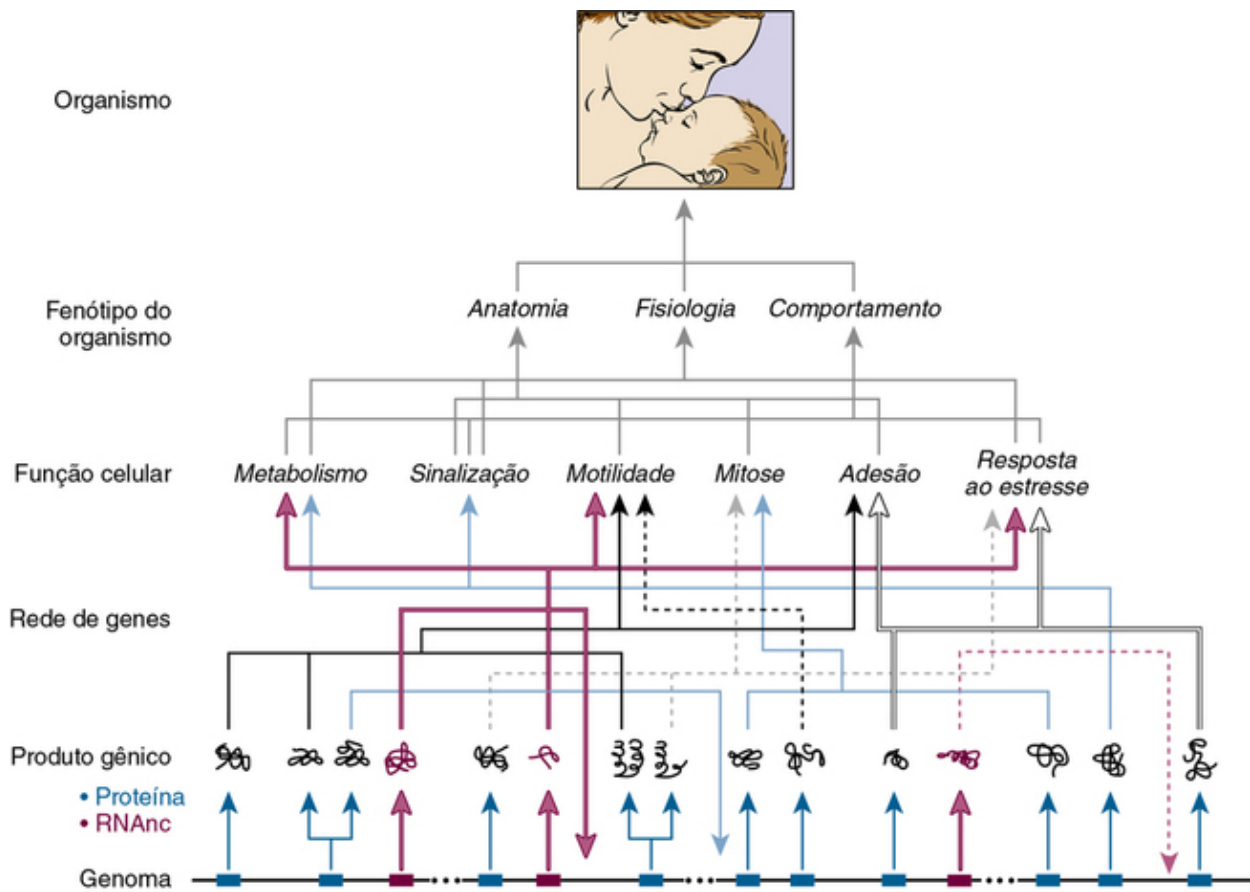 Organismo
Fenótipo do
organismo
Anatomia
Fisiologia
Comportamento
Função celular
Metabolismo
Sinalização
Motilidade
Mitose
Adesão
Resposta
ao estresse
Rede de genes
Produto gênico
• Proteína
• RNAnc
Genoma